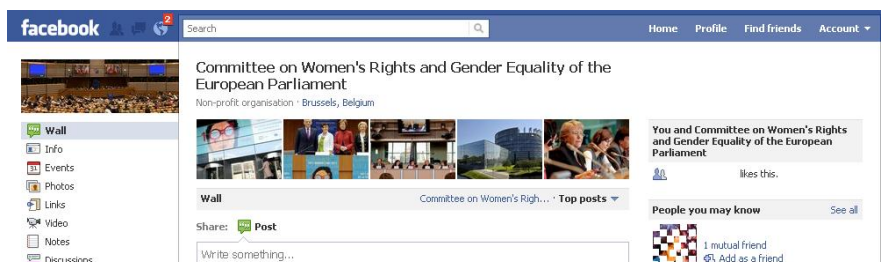 facebook 2 Search Home Profile Find friends Account
Committee on Women's Rights and Gender Equality of the
European Parliament
Non-profit organisation · Brussels, Belgium
Wall
Info
31 Events
Photos
Links
Video
Notes
Discussions
Wall Committee on Women's Righ... · Top posts
Share: Post
Write something...
You and Committee on Women's Rights
and Gender Equality of the European
Parliament
likes this.
People you may know See all
1 mutual friend
Add as a friend